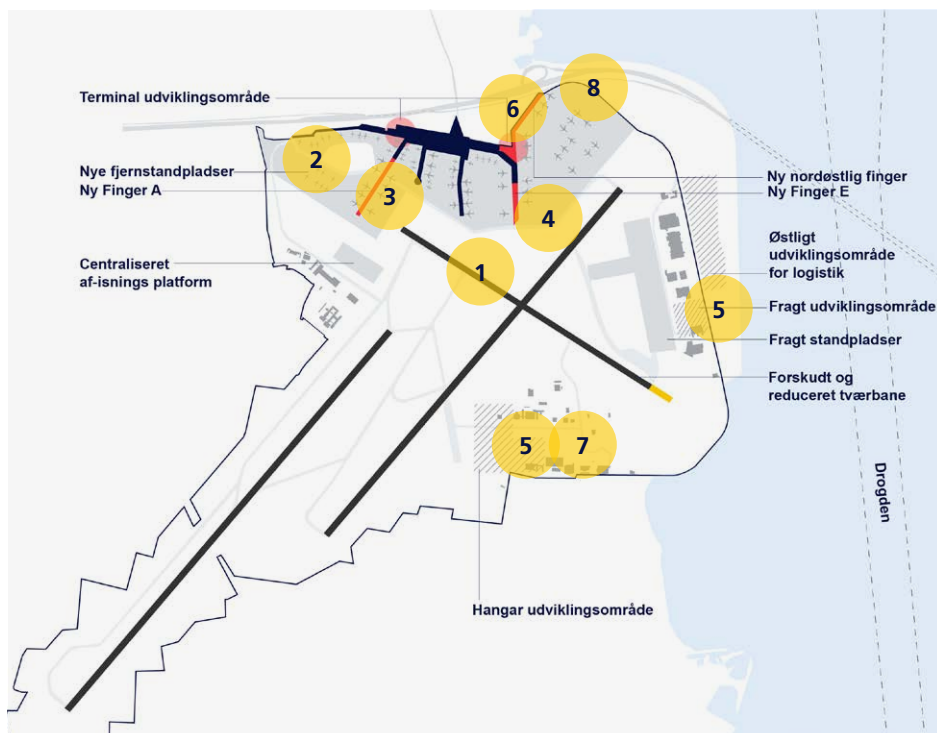 Terminal udviklingsområde
6
8
2
Nye fjernstandpladser
Ny Finger A
3
4
Ny nordøstlig finger
Ny Finger E
Centraliseret
af-isnings platform
1
Østligt
udviklingsområde
for logistik
5
Fragt udviklingsområde
Fragt standpladser
Forskudt og
reduceret tværbane
5
7
Drogden
Hangar udviklingsområde